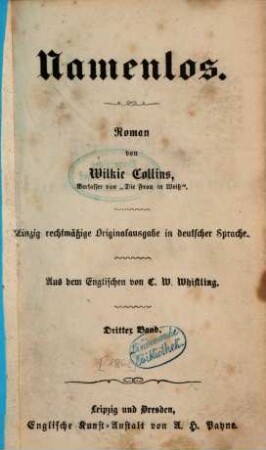 Namenlos.
Roman
von
Wilkie Collins,
Verfasser von „Die Frau in Weiß".
Einzig rechtmäßige Originalausgabe in deutscher Sprache.
Aus dem Englischen von C. W. Whistling.
Dritter Band.
Leipzig und Dresden,
Englische Kunst-Anstalt von A. H. Payne.